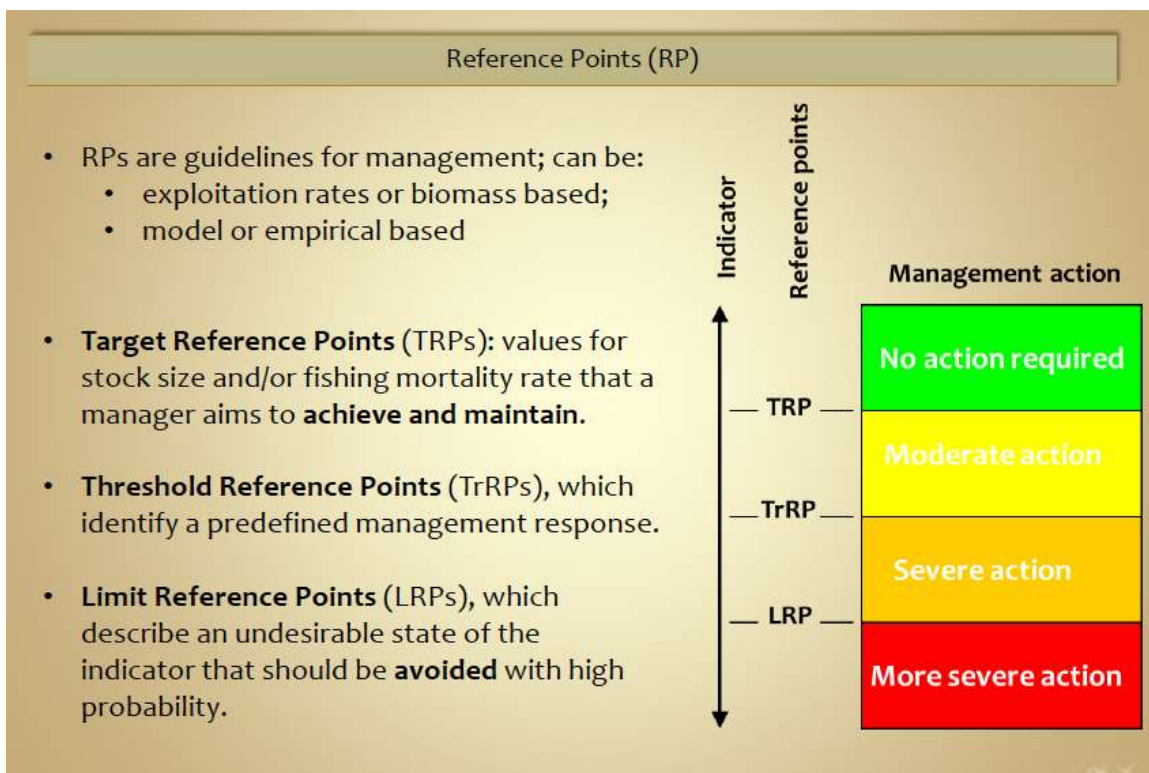 Reference Points (RP)
• RPs are guidelines for management; can be:
• exploitation rates or biomass based;
• model or empirical based
• Target Reference Points (TRPs): values for
stock size and/or fishing mortality rate that a
manager aims to achieve and maintain.
• Threshold Reference Points (TrRPs), which
identify a predefined management response.
• Limit Reference Points (LRPs), which
describe an undesirable state of the
indicator that should be avoided with high
probability.
Indicator
Reference points
Management action
No action required
TRP
Moderate action
TrRP
Severe action
LRP
More severe action